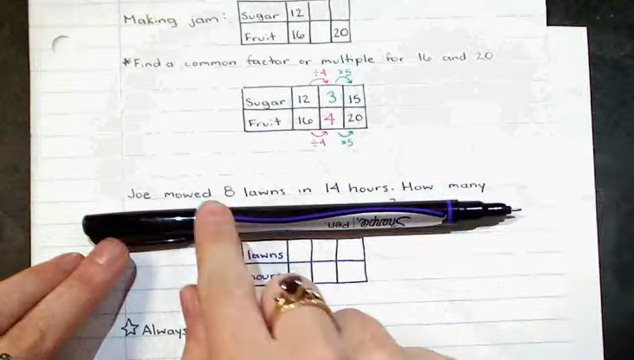 Making jam: Sugar 12
Fruit 16 20
*Find a common factor or multiple for 16 and 20
÷4 ×5
Sugar 12 3 15
Fruit 16 4 20
÷4 ×5
Joe mowed 8 lawns in 14 hours. How many
Sharpie. Pen
lawns
☆Always